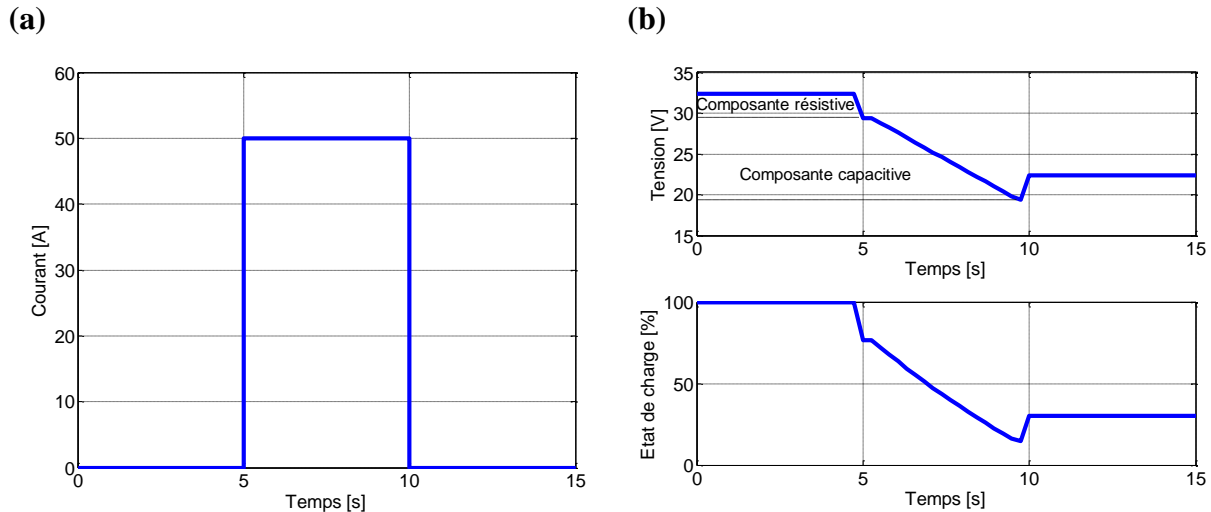 (a)
60
50
40
30
20
10
0
Courant [A]
0 5 10 15
Temps [s]
(b)
35
30
25
20
15
Tension [V]
Composante résistive
Composante capacitive
0 5 10 15
Temps [s]
100
50
0
Etat de charge [%]
0 5 10 15
Temps [s]